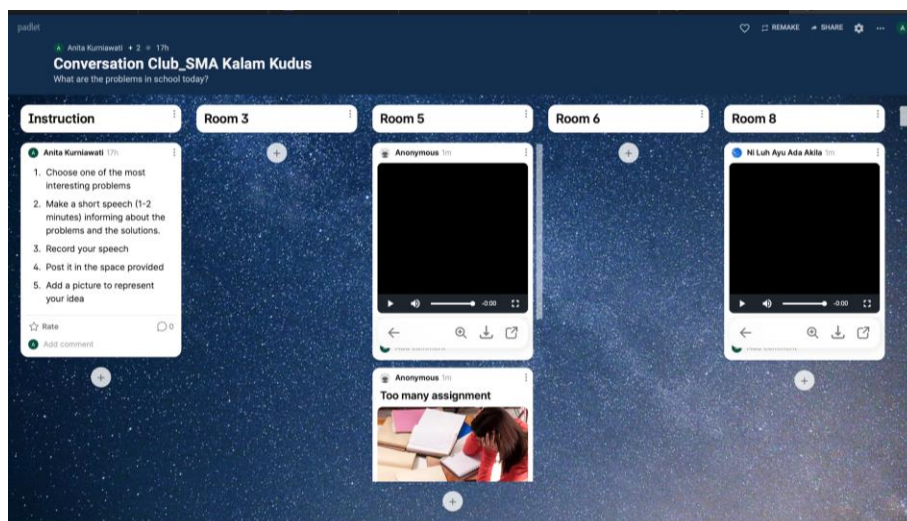 padlet
REMAKE
SHARE
A
A Anita Kurniawati + 2 17h
Conversation Club_SMA Kalam Kudus
What are the problems in school today?
Instruction
A Anita Kurniawati 17h
1. Choose one of the most
interesting problems
2. Make a short speech (1-2
minutes) informing about the
problems and the solutions.
3. Record your speech
4. Post it in the space provided
5. Add a picture to represent
your idea
Rate
0
A Add comment
Room 3
Room 5
Anonymous 1m
-0:00
Anonymous 1m
Too many assignment
Room 6
Room 8
Ni Luh Ayu Ada Akila 1m
-0:00